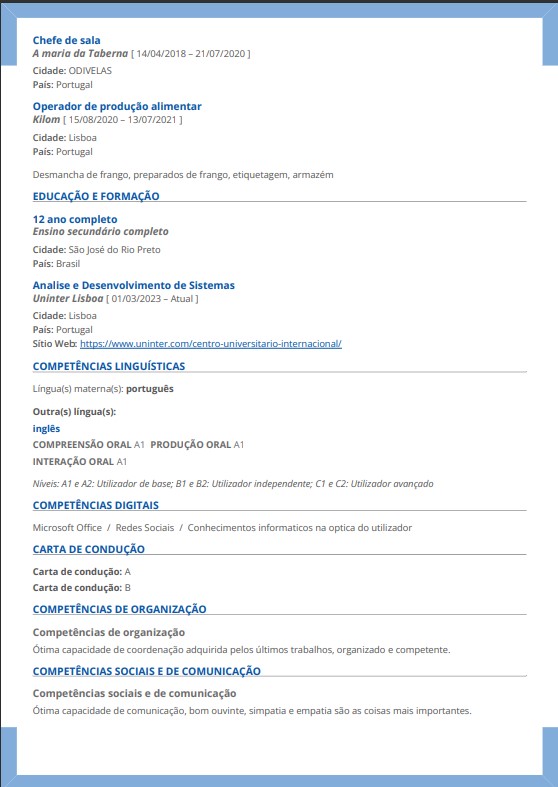 Chefe de sala
A maria da Taberna [ 14/04/2018 – 21/07/2020 ]
Cidade: ODIVELAS
País: Portugal
Operador de produção alimentar
Kilom [ 15/08/2020 – 13/07/2021 ]
Cidade: Lisboa
País: Portugal
Desmancha de frango, preparados de frango, etiquetagem, armazém
EDUCAÇÃO E FORMAÇÃO
12 ano completo
Ensino secundário completo
Cidade: São José do Rio Preto
País: Brasil
Analise e Desenvolvimento de Sistemas
Uninter Lisboa [ 01/03/2023 – Atual ]
Cidade: Lisboa
País: Portugal
Sítio Web: https://www.uninter.com/centro-universitario-internacional/
COMPETÊNCIAS LINGUÍSTICAS
Língua(s) materna(s): português
Outra(s) língua(s):
inglês
COMPREENSÃO ORAL A1 PRODUÇÃO ORAL A1
INTERAÇÃO ORAL A1
Níveis: A1 e A2: Utilizador de base; B1 e B2: Utilizador independente; C1 e C2: Utilizador avançado
COMPETÊNCIAS DIGITAIS
Microsoft Office / Redes Sociais / Conhecimentos informaticos na optica do utilizador
CARTA DE CONDUÇÃO
Carta de condução: A
Carta de condução: B
COMPETÊNCIAS DE ORGANIZAÇÃO
Competências de organização
Ótima capacidade de coordenação adquirida pelos últimos trabalhos, organizado e competente.
COMPETÊNCIAS SOCIAIS E DE COMUNICAÇÃO
Competências sociais e de comunicação
Ótima capacidade de comunicação, bom ouvinte, simpatia e empatia são as coisas mais importantes.